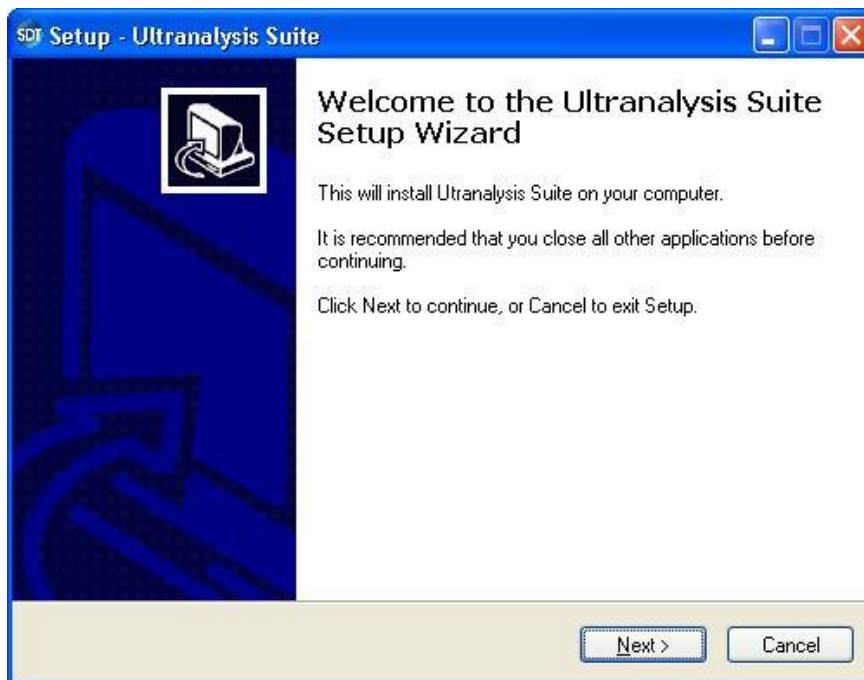 SDT Setup - Ultranalysis Suite
Welcome to the Ultranalysis Suite
Setup Wizard
This will install Utranalysis Suite on your computer.
It is recommended that you close all other applications before
continuing.
Click Next to continue, or Cancel to exit Setup.
Next >
Cancel